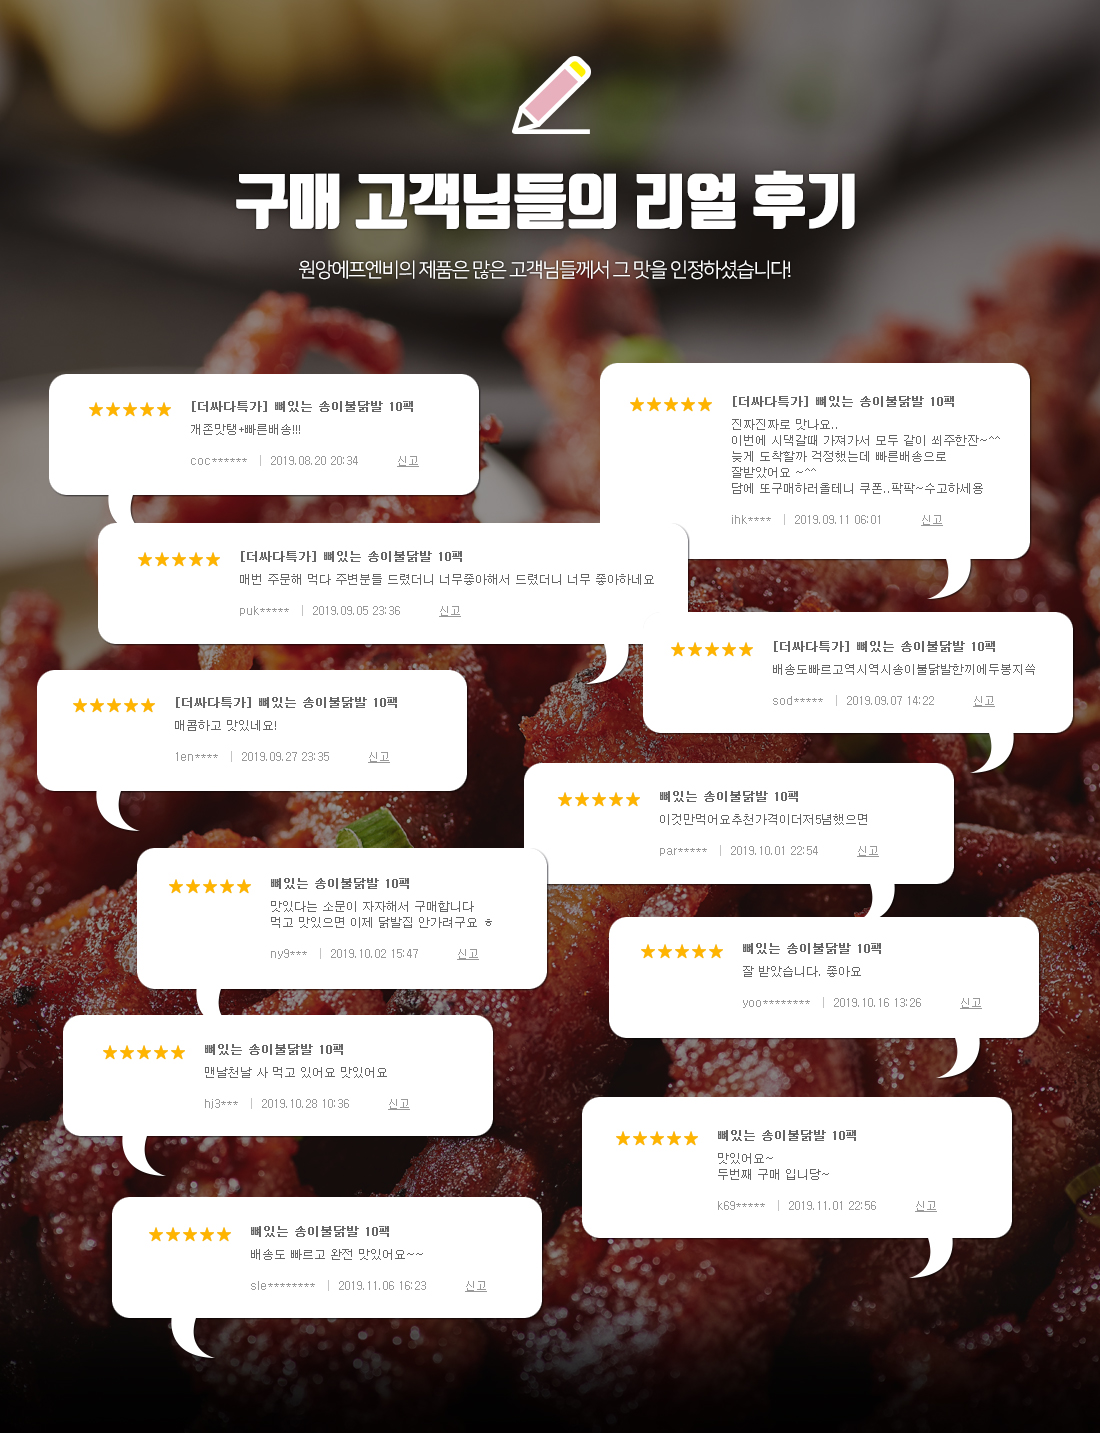 구매 고객님들의 리얼 후기
원앙에프엔비의 제품은 많은 고객님들께서 그 맛을 인정하셨습니다!
[더싸다특가] 뼈있는 송이불닭발 10팩
개존맛탱+빠른배송!!!
coc****** | 2019.08.20 20:34 신고
[더싸다특가] 뼈있는 송이불닭발 10팩
진짜진짜로 맛나요..
이번에 시댁갈때 가져가서 모두 같이 쐬주한잔~^^
늦게 도착할까 걱정했는데 빠른배송으로
잘받았어요 ~^^
담에 또구매하러올테니 쿠폰..팍팍~수고하세용
ihk**** | 2019.09.11 06:01 신고
[더싸다특가] 뼈있는 송이불닭발 10팩
매번 주문해 먹다 주변분들 드렸더니 너무좋아해서 드렸더니 너무 좋아하네요
puk***** | 2019.09.05 23:36 신고
[더싸다특가] 뼈있는 송이불닭발 10팩
배송도빠르고역시역시송이불닭발한끼에두봉지쓱
sod***** | 2019.09.07 14:22 신고
[더싸다특가] 뼈있는 송이불닭발 10팩
매콤하고 맛있네요!
1en**** | 2019.09.27 23:35 신고
뼈있는 송이불닭발 10팩
이것만먹어요추천가격이더저5념했으면
par***** | 2019.10.01 22:54 신고
뼈있는 송이불닭발 10팩
맛있다는 소문이 자자해서 구매합니다
먹고 맛있으면 이제 닭발집 안가려구요 ㅎ
ny9*** | 2019.10.02 15:47 신고
뼈있는 송이불닭발 10팩
잘 받았습니다. 좋아요
yoo******** | 2019.10.16 13:26 신고
뼈있는 송이불닭발 10팩
맨날천날 사 먹고 있어요 맛있어요
hj3*** | 2019.10.28 10:36 신고
뼈있는 송이불닭발 10팩
맛있어요~
두번째 구매 입니당~
k69***** | 2019.11.01 22:56 신고
뼈있는 송이불닭발 10팩
배송도 빠르고 완전 맛있어요~~
sle******** | 2019.11.06 16:23 신고